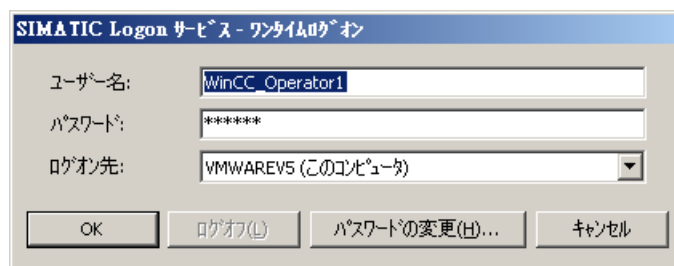 SIMATIC Logon ｻｰﾋﾞｽ - ﾜﾝﾀｲﾑﾛｸﾞｵﾝ
ﾕｰｻﾞｰ名:
WinCC_Operator1
ﾊﾟｽﾜｰﾄﾞ:
******
ﾛｸﾞｵﾝ先:
VMWAREV5 (このｺﾝﾋﾟｭｰﾀ)
OK
ﾛｸﾞｵﾌ(L)
ﾊﾟｽﾜｰﾄﾞの変更(H)...
ｷｬﾝｾﾙ